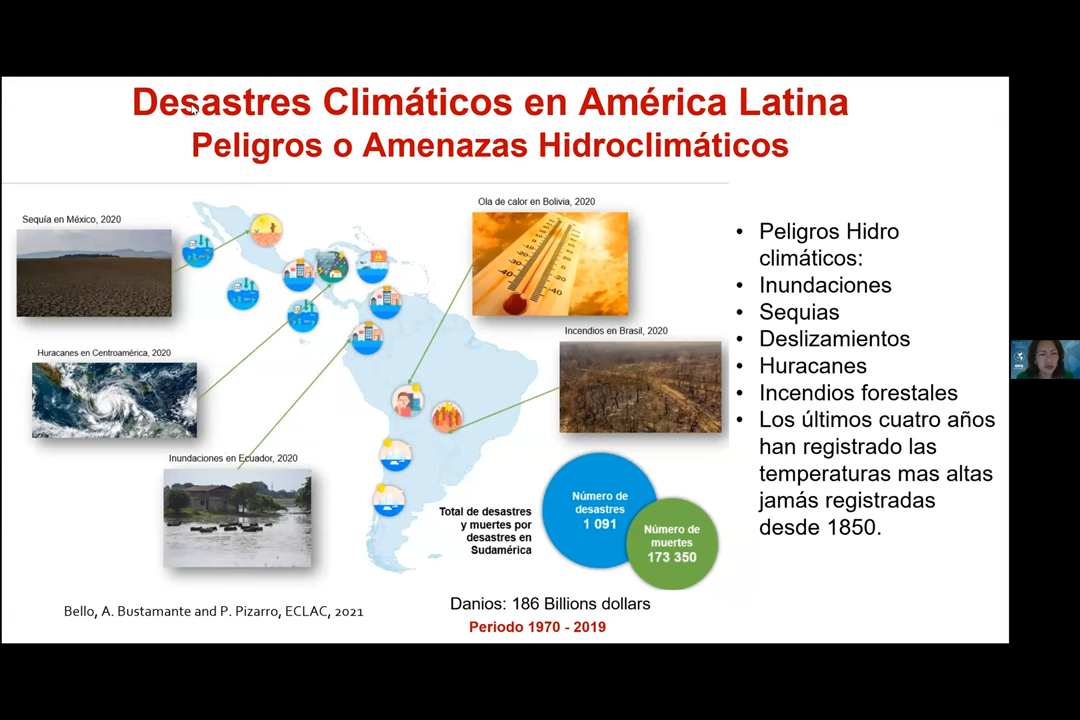 Desastres Climáticos en América Latina
Peligros o Amenazas Hidroclimáticos
Sequía en México, 2020
Ola de calor en Bolivia, 2020
Huracanes en Centroamérica, 2020
Incendios en Brasil, 2020
Inundaciones en Ecuador, 2020
Total de desastres
y muertes por
desastres en
Sudamérica
Número de
desastres
1 091
Número de
muertes
173 350
Bello, A. Bustamante and P. Pizarro, ECLAC, 2021
Danios: 186 Billions dollars
Periodo 1970 - 2019
• Peligros Hidro
climáticos:
• Inundaciones
• Sequias
• Deslizamientos
• Huracanes
• Incendios forestales
• Los últimos cuatro años
han registrado las
temperaturas mas altas
jamás registradas
desde 1850.